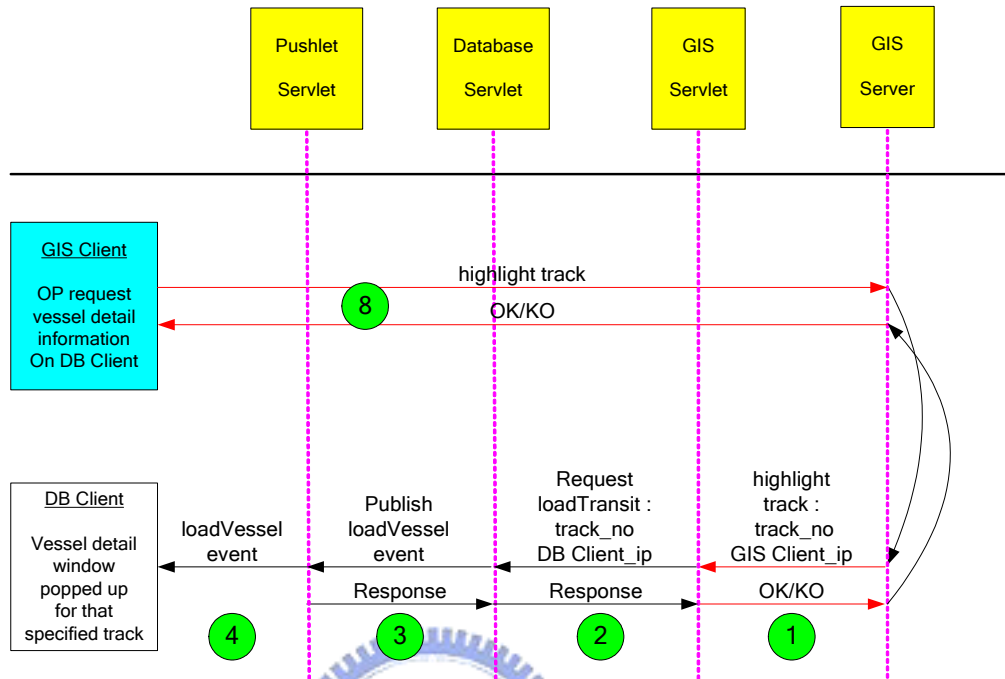 Pushlet
Servlet
Database
Servlet
GIS
Servlet
GIS
Server
GIS Client
OP request
vessel detail
information
On DB Client
highlight track
8
OK/KO
DB Client
Vessel detail
window
popped up
for that
specified track
loadVessel
event
Publish
loadVessel
event
Request
loadTransit :
track_no
DB Client_ip
highlight
track :
track_no
GIS Client_ip
Response
Response
OK/KO
4
3
2
1